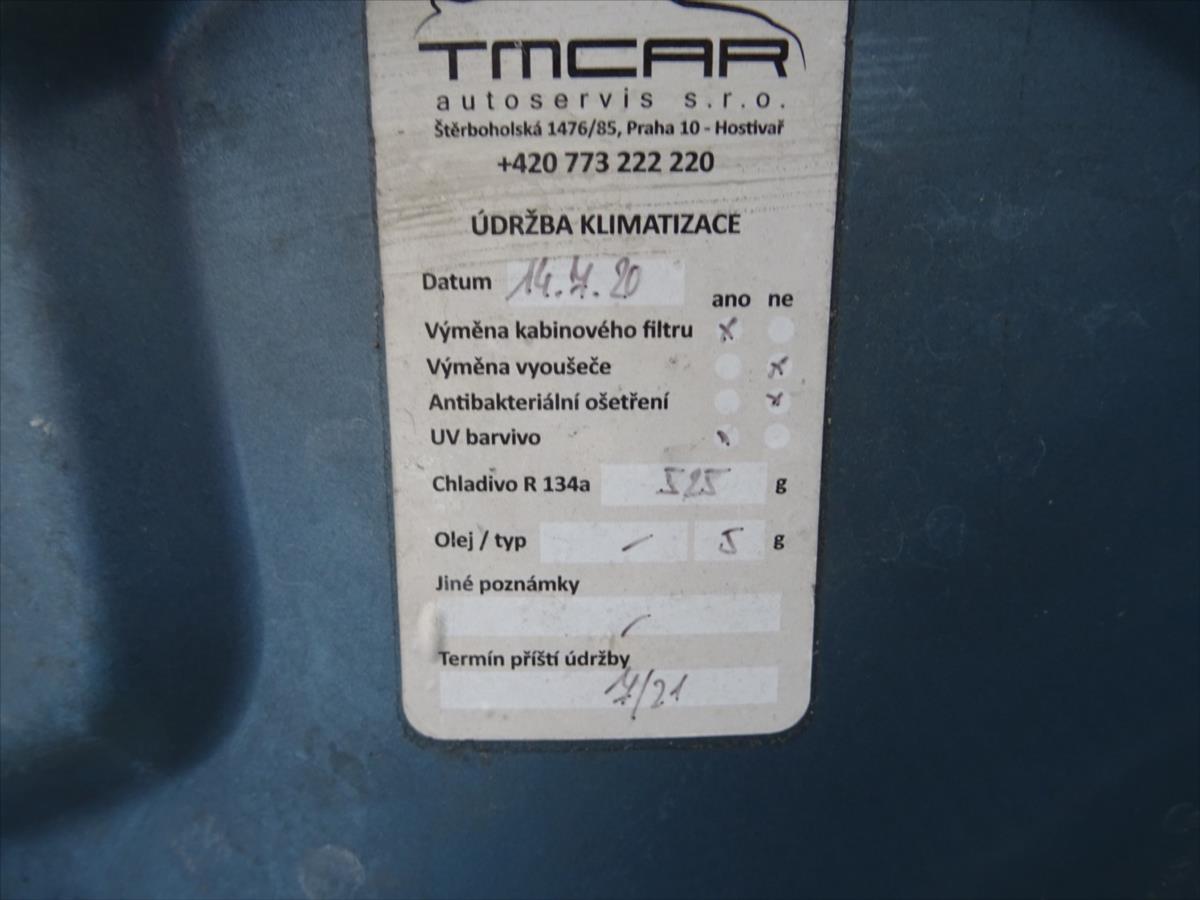 TMCAR
autoservis s.r.o.
Štěrboholská 1476/85, Praha 10 - Hostivař
+420 773 222 220
ÚDRŽBA KLIMATIZACE
Datum 14.7.20
ano ne
Výměna kabinového filtru x
Výměna vyoušeče x
Antibakteriální ošetření x
UV barvivo x
Chladivo R 134a 525 g
Olej / typ - 5 g
Jiné poznámky
-
Termín příští údržby
7/21